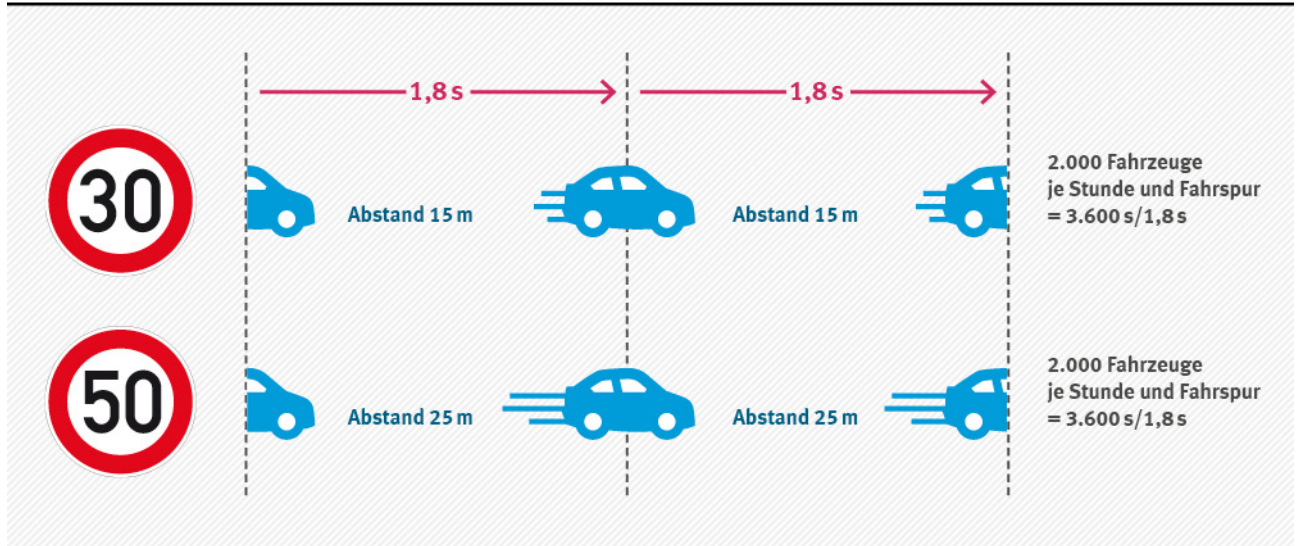 1,8 s
1,8 s
30
Abstand 15 m
Abstand 15 m
2.000 Fahrzeuge
je Stunde und Fahrspur
= 3.600 s/1,8 s
50
Abstand 25 m
Abstand 25 m
2.000 Fahrzeuge
je Stunde und Fahrspur
= 3.600 s/1,8 s